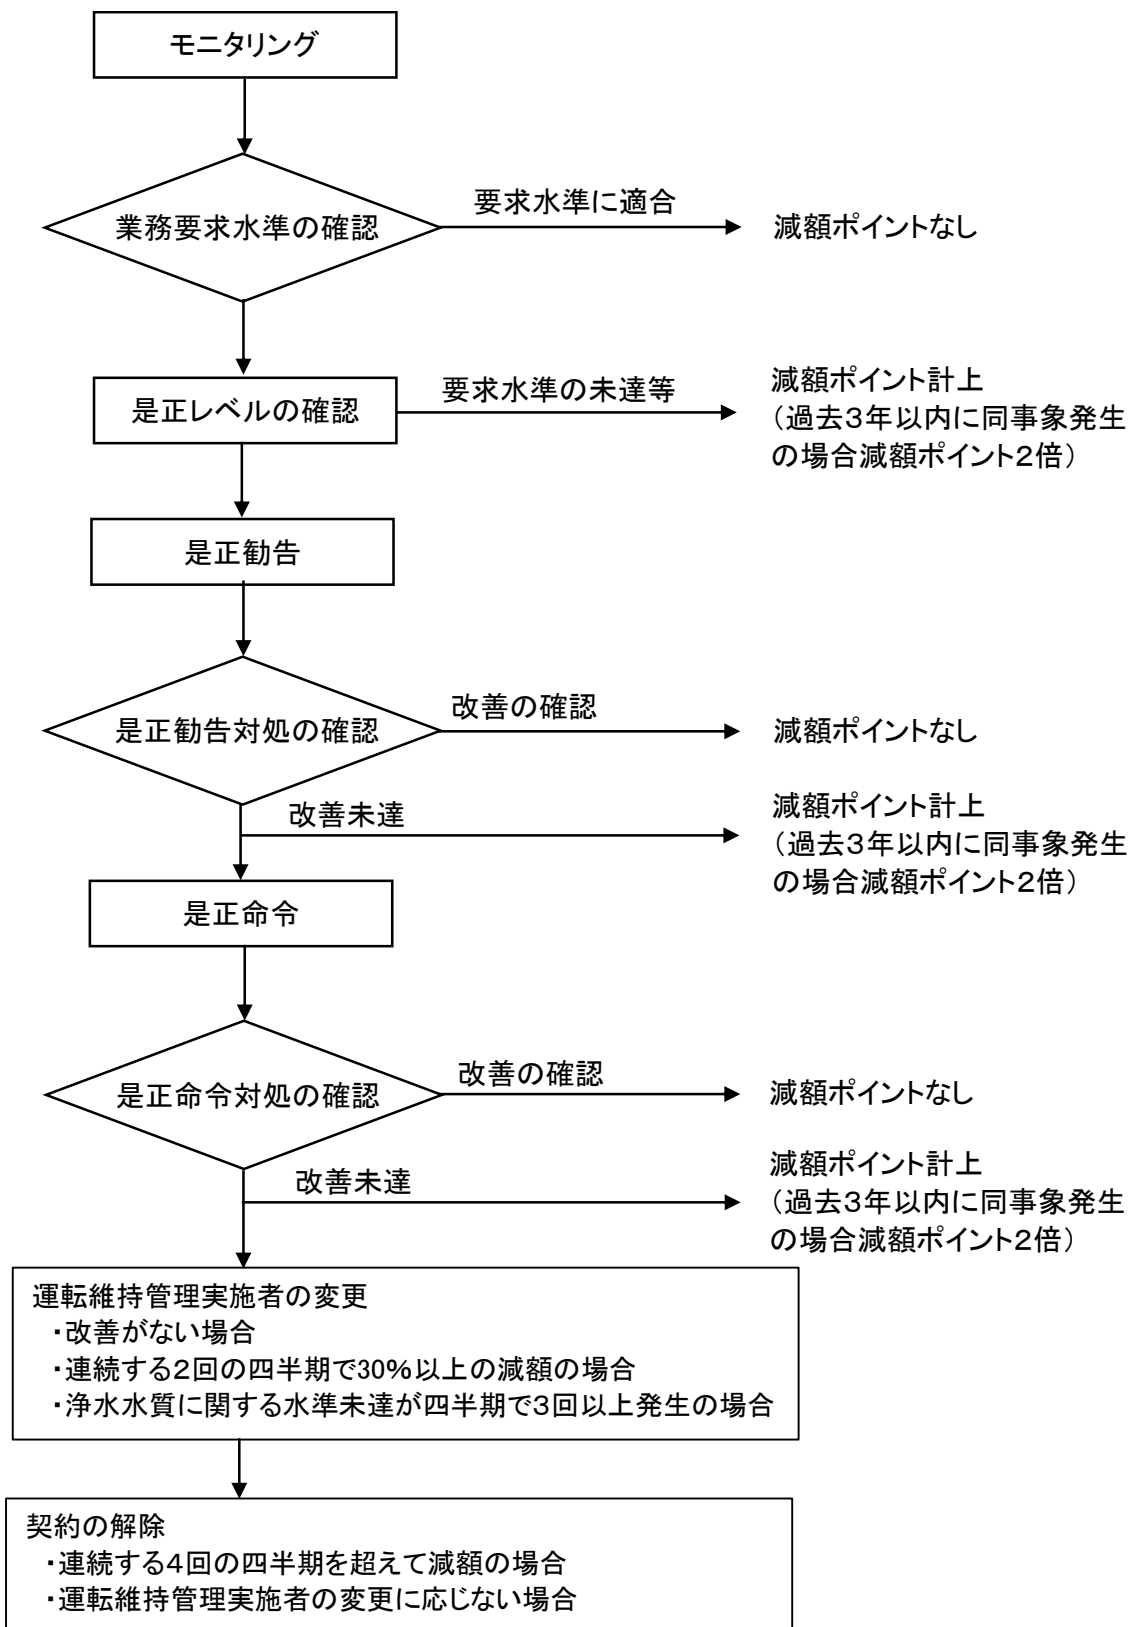 モニタリング
業務要求水準の確認
要求水準に適合
減額ポイントなし
是正レベルの確認
要求水準の未達等
減額ポイント計上
（過去３年以内に同事象発生
の場合減額ポイント２倍）
是正勧告
是正勧告対処の確認
改善の確認
減額ポイントなし
改善未達
減額ポイント計上
（過去３年以内に同事象発生
の場合減額ポイント２倍）
是正命令
是正命令対処の確認
改善の確認
減額ポイントなし
改善未達
減額ポイント計上
（過去３年以内に同事象発生
の場合減額ポイント２倍）
運転維持管理実施者の変更
・改善がない場合
・連続する２回の四半期で30%以上の減額の場合
・浄水水質に関する水準未達が四半期で３回以上発生の場合
契約の解除
・連続する４回の四半期を超えて減額の場合
・運転維持管理実施者の変更に応じない場合